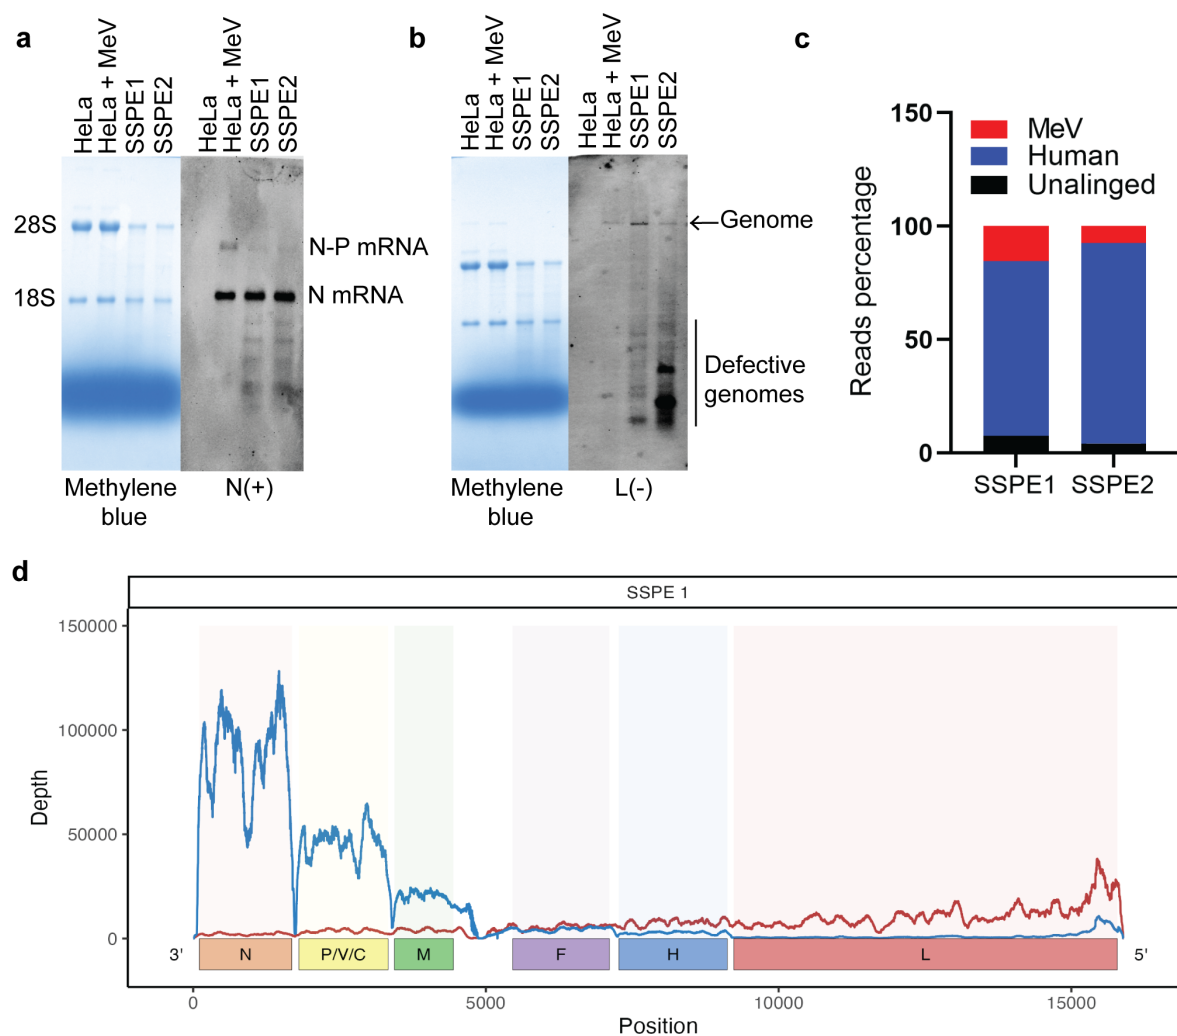 a
HeLa
HeLa + MeV
SSPE1
SSPE2
HeLa
HeLa + MeV
SSPE1
SSPE2
28S
18S
N-P mRNA
N mRNA
Methylene
blue
N(+)
b
HeLa
HeLa + MeV
SSPE1
SSPE2
HeLa
HeLa + MeV
SSPE1
SSPE2
Genome
Defective
genomes
Methylene
blue
L(-)
c
150
100
50
0
Reads percentage
MeV
Human
Unalinged
SSPE1
SSPE2
d
SSPE 1
150000
100000
50000
0
Depth
3'
N
P/V/C
M
F
H
L
5'
0
5000
10000
15000
Position